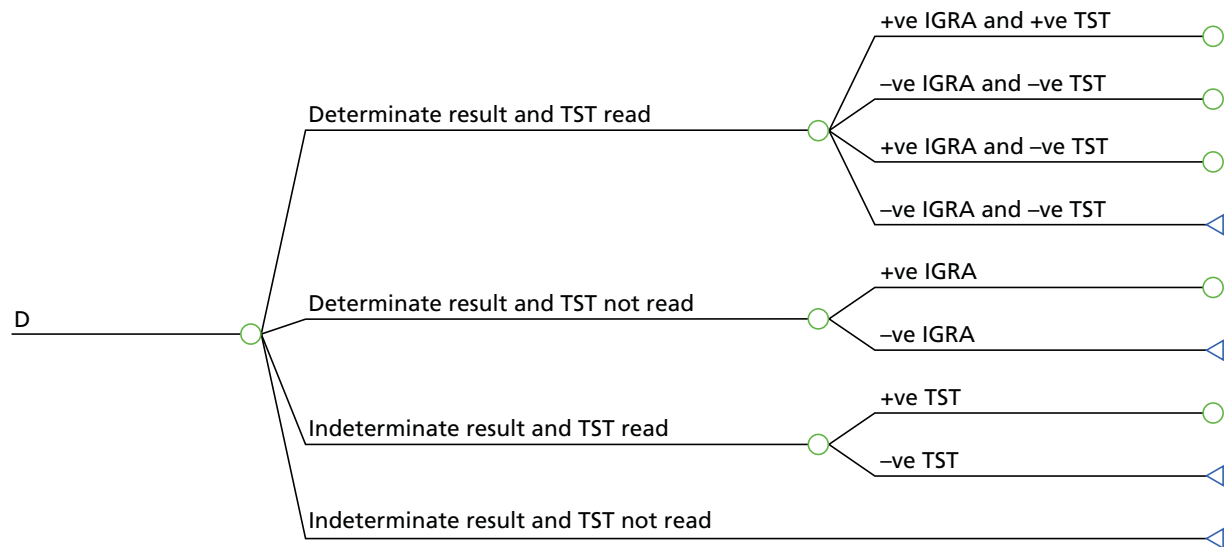 +ve IGRA and +ve TST
–ve IGRA and –ve TST
Determinate result and TST read
+ve IGRA and –ve TST
–ve IGRA and –ve TST
+ve IGRA
Determinate result and TST not read
D
–ve IGRA
+ve TST
Indeterminate result and TST read
–ve TST
Indeterminate result and TST not read